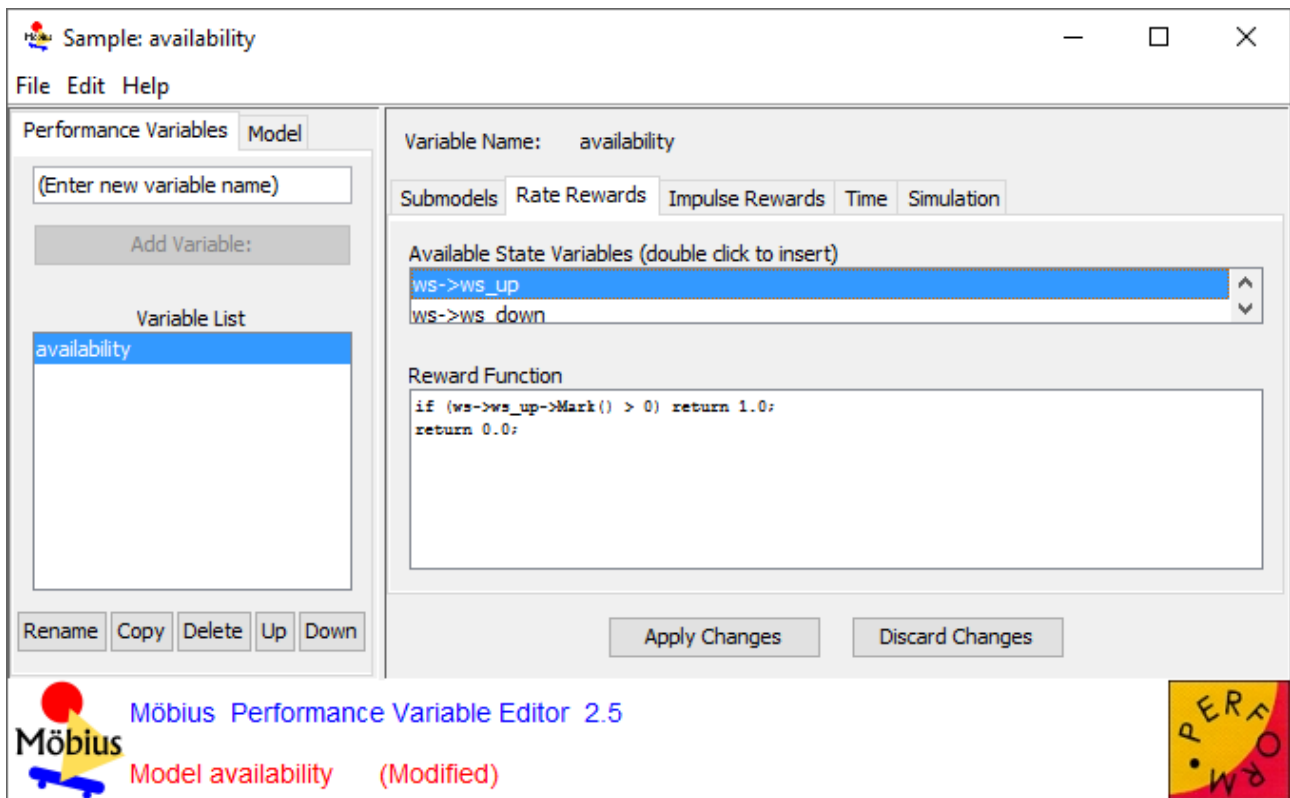 Sample: availability
File Edit Help
Performance Variables Model
(Enter new variable name)
Add Variable:
Variable List
availability
Rename Copy Delete Up Down
Variable Name: availability
Submodels Rate Rewards Impulse Rewards Time Simulation
Available State Variables (double click to insert)
ws->ws_up
ws->ws_down
Reward Function
if (ws->ws_up->Mark() > 0) return 1.0;
return 0.0;
Apply Changes Discard Changes
Möbius
Möbius Performance Variable Editor 2.5
Model availability (Modified)
PERFORM